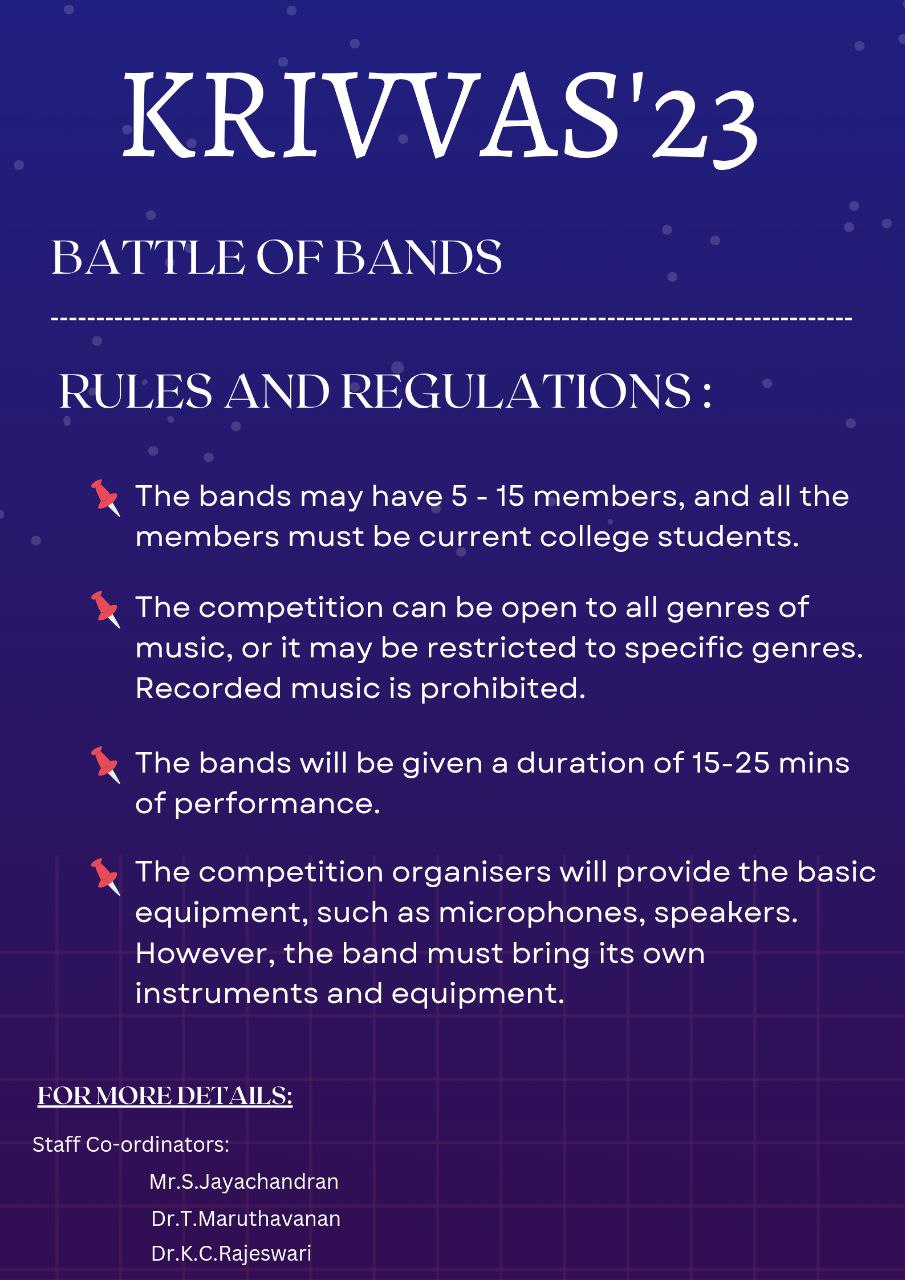 KRIVVAS'23
BATTLE OF BANDS
----------------------------------------------------------------------------------------
RULES AND REGULATIONS :
The bands may have 5 - 15 members, and all the
members must be current college students.
The competition can be open to all genres of
music, or it may be restricted to specific genres.
Recorded music is prohibited.
The bands will be given a duration of 15-25 mins
of performance.
The competition organisers will provide the basic
equipment, such as microphones, speakers.
However, the band must bring its own
instruments and equipment.
FOR MORE DETAILS:
Staff Co-ordinators:
Mr.S.Jayachandran
Dr.T.Maruthavanan
Dr.K.C.Rajeswari